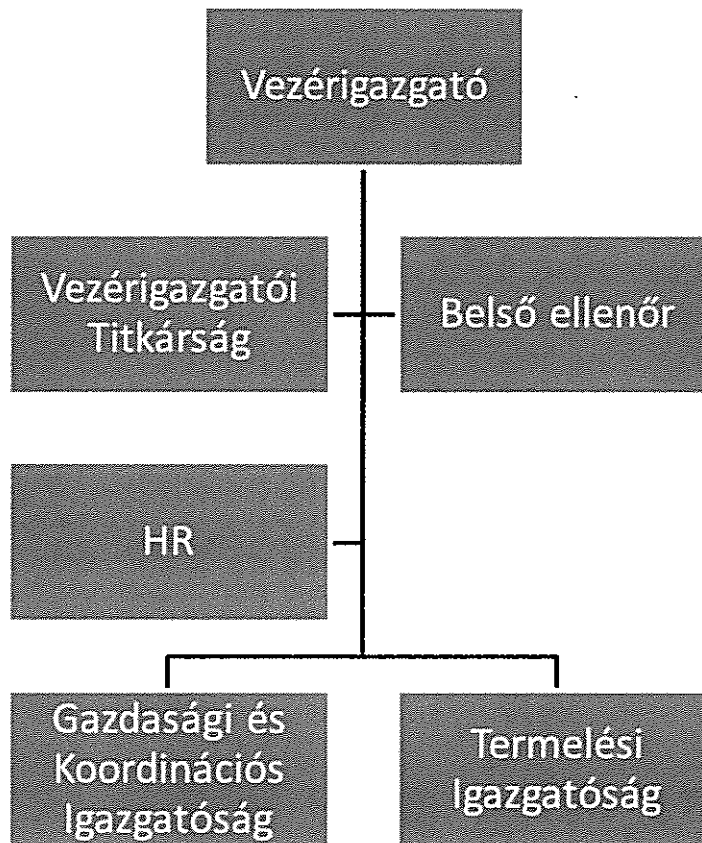 Vezérigazgató
Vezérigazgatói
Titkárság
Belső ellenőr
HR
Gazdasági és
Koordinációs
Igazgatóság
Termelési
Igazgatóság